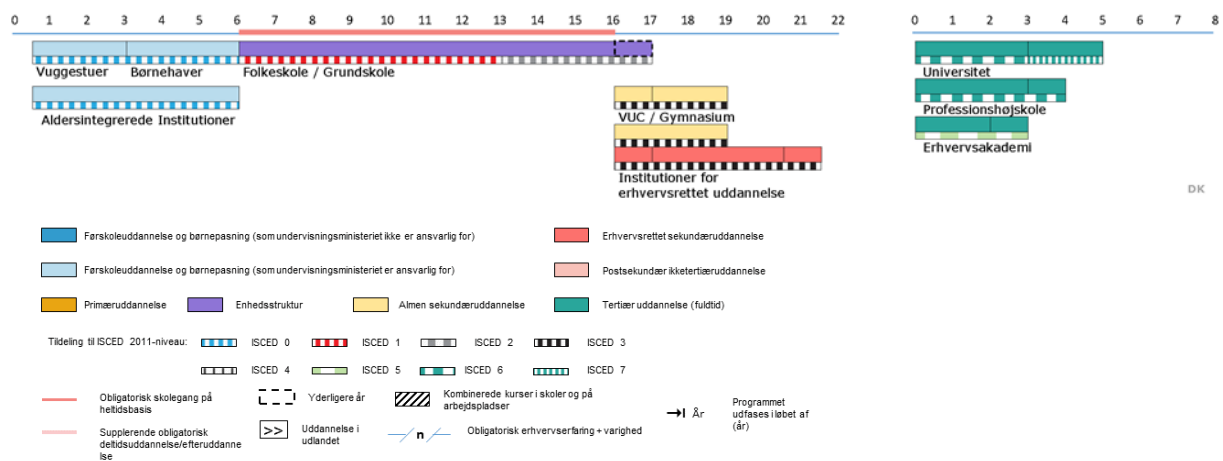 0 1 2 3 4 5 6 7 8 9 10 11 12 13 14 15 16 17 18 19 20 21 22
0 1 2 3 4 5 6 7 8
Vuggestuer Børnehaver Folkeskole / Grundskole
Universitet
Aldersintegrerede Institutioner
VUC / Gymnasium
Professionshøjskole
Erhvervsakademi
Institutioner for
erhvervsrettet uddannelse
DK
Førskoleuddannelse og børnepasning (som undervisningsministeriet ikke er ansvarlig for)
Erhvervsrettet sekundæruddannelse
Førskoleuddannelse og børnepasning (som undervisningsministeriet er ansvarlig for)
Postsekundær ikketertiæruddannelse
Primæruddannelse Enhedsstruktur Almen sekundæruddannelse Tertiær uddannelse (fuldtid)
Tildeling til ISCED 2011-niveau: ISCED 0 ISCED 1 ISCED 2 ISCED 3
ISCED 4 ISCED 5 ISCED 6 ISCED 7
Obligatorisk skolegang på
heltidsbasis
Yderligere år
Kombinerede kurser i skoler og på
arbejdspladser
År
Programmet
udfases i løbet af
(år)
Supplerende obligatorisk
deltidsuddannelse/efteruddanne
lse
>> Uddannelse i
udlandet
n Obligatorisk erhvervserfaring + varighed